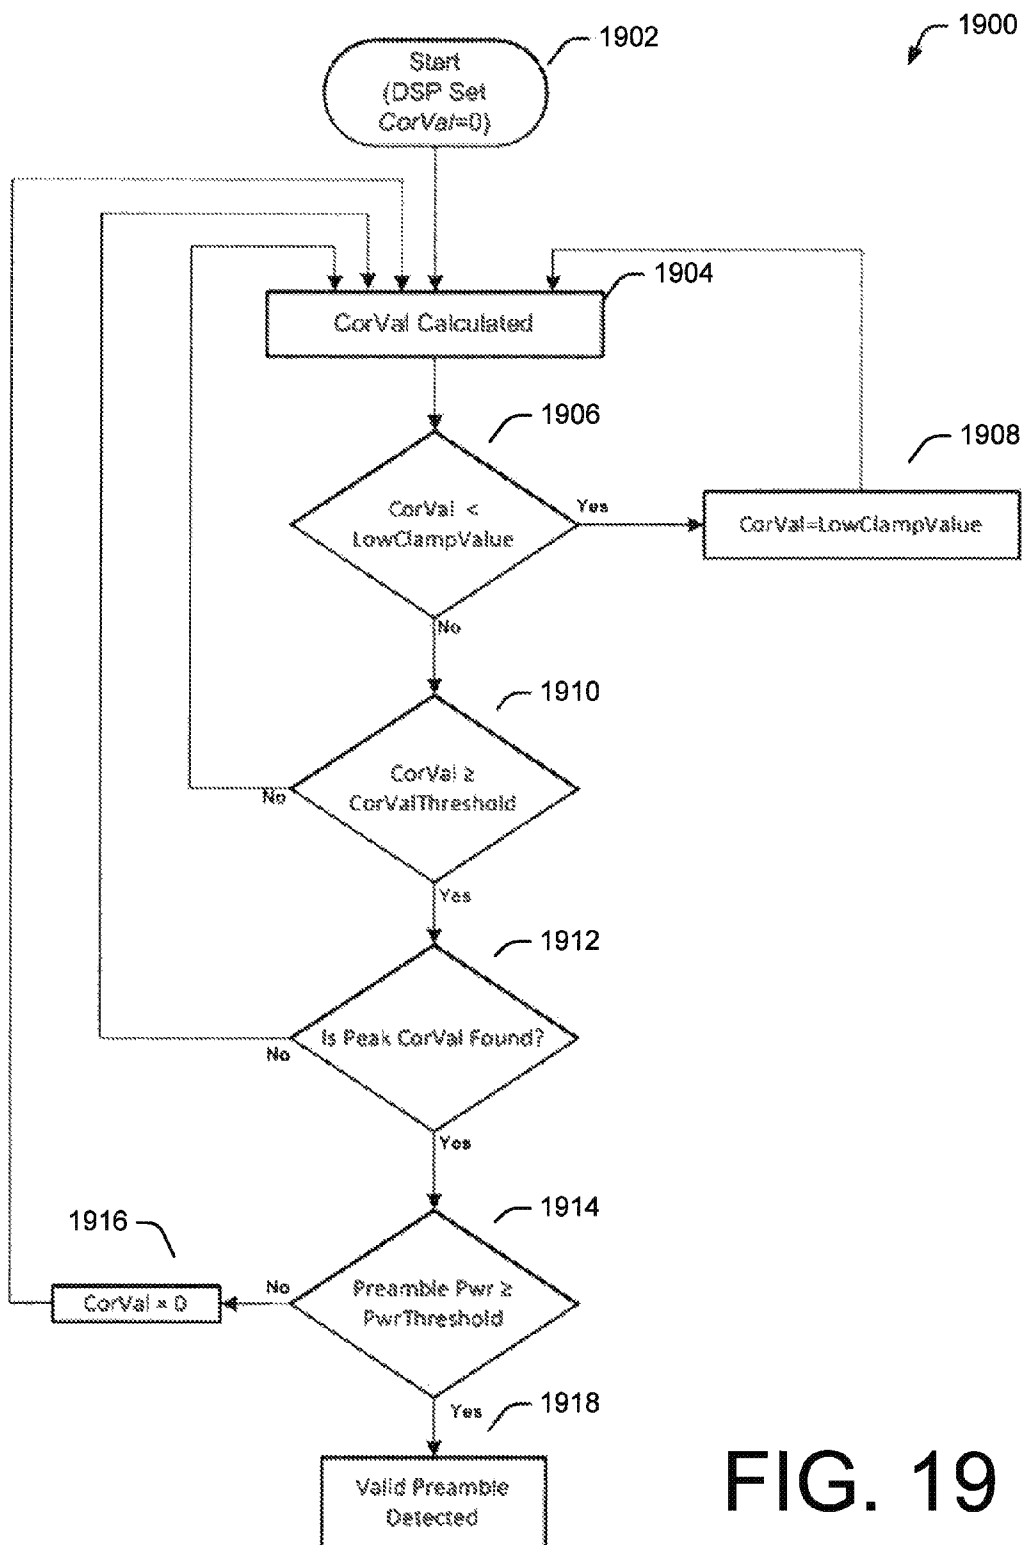 1900
1902
Start
(DSP Set
CorVal=0)
1904
CorVal Calculated
1906
CorVal <
LowClampValue
Yes
1908
CorVal=LowClampValue
No
1910
CorVal ≥
CorValThreshold
No
Yes
1912
Is Peak CorVal Found?
No
Yes
1914
1916
Preamble Pwr ≥
PwrThreshold
No
CorVal = 0
Yes
1918
Valid Preamble
Detected
FIG. 19